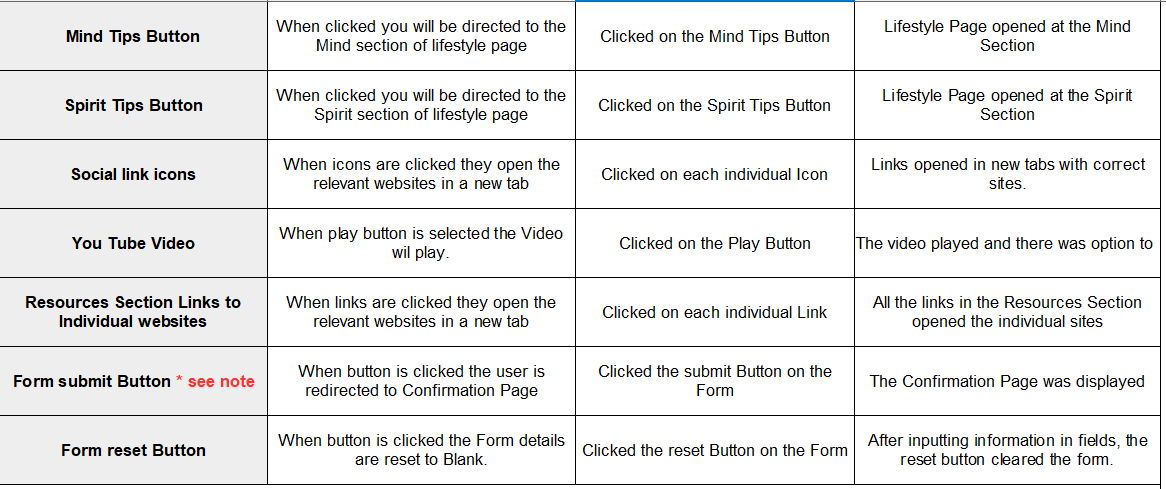 Mind Tips Button
When clicked you will be directed to the
Mind section of lifestyle page
Clicked on the Mind Tips Button
Lifestyle Page opened at the Mind
Section
Spirit Tips Button
When clicked you will be directed to the
Spirit section of lifestyle page
Clicked on the Spirit Tips Button
Lifestyle Page opened at the Spirit
Section
Social link icons
When icons are clicked they open the
relevant websites in a new tab
Clicked on each individual Icon
Links opened in new tabs with correct
sites.
You Tube Video
When play button is selected the Video
wil play.
Clicked on the Play Button
The video played and there was option to
Resources Section Links to
Individual websites
When links are clicked they open the
relevant websites in a new tab
Clicked on each individual Link
All the links in the Resources Section
opened the individual sites
Form submit Button * see note
When button is clicked the user is
redirected to Confirmation Page
Clicked the submit Button on the
Form
The Confirmation Page was displayed
Form reset Button
When button is clicked the Form details
are reset to Blank.
Clicked the reset Button on the Form
After inputting information in fields, the
reset button cleared the form.